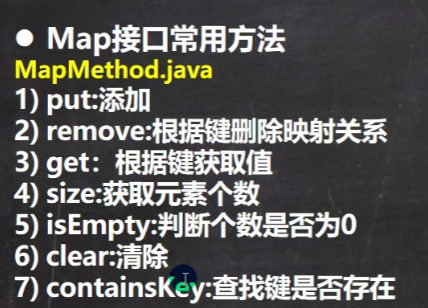 ● Map接口常用方法
MapMethod.java
1) put:添加
2) remove:根据键删除映射关系
3) get：根据键获取值
4) size:获取元素个数
5) isEmpty:判断个数是否为0
6) clear:清除
7) containsKey:查找键是否存在